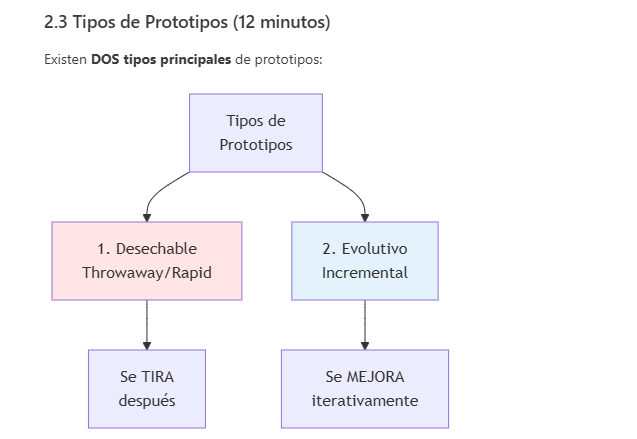 2.3 Tipos de Prototipos (12 minutos)
Existen DOS tipos principales de prototipos:
Tipos de
Prototipos
1. Desechable
Throwaway/Rapid
2. Evolutivo
Incremental
Se TIRA
después
Se MEJORA
iterativamente